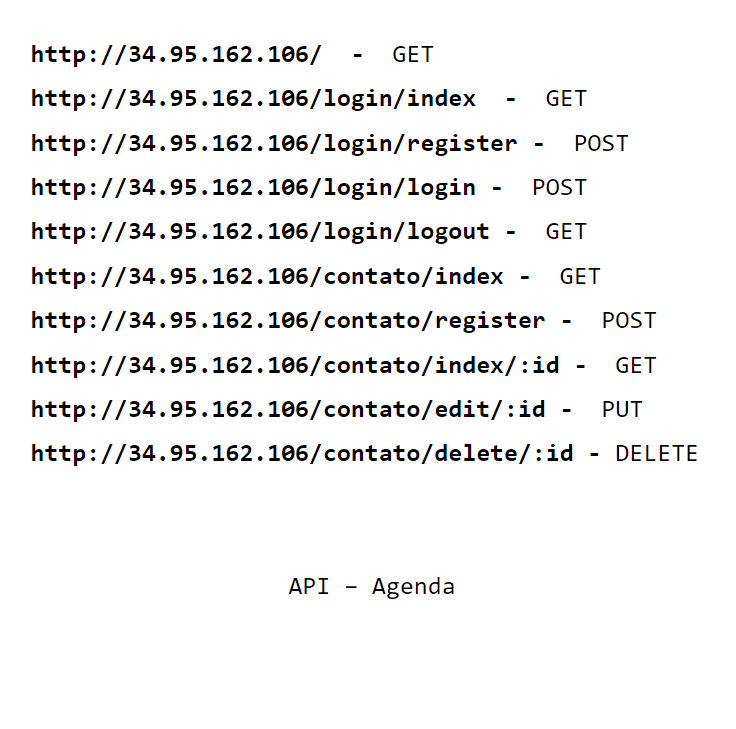 http://34.95.162.106/ - GET
http://34.95.162.106/login/index - GET
http://34.95.162.106/login/register - POST
http://34.95.162.106/login/login - POST
http://34.95.162.106/login/logout - GET
http://34.95.162.106/contato/index - GET
http://34.95.162.106/contato/register - POST
http://34.95.162.106/contato/index/:id - GET
http://34.95.162.106/contato/edit/:id - PUT
http://34.95.162.106/contato/delete/:id - DELETE
API – Agenda